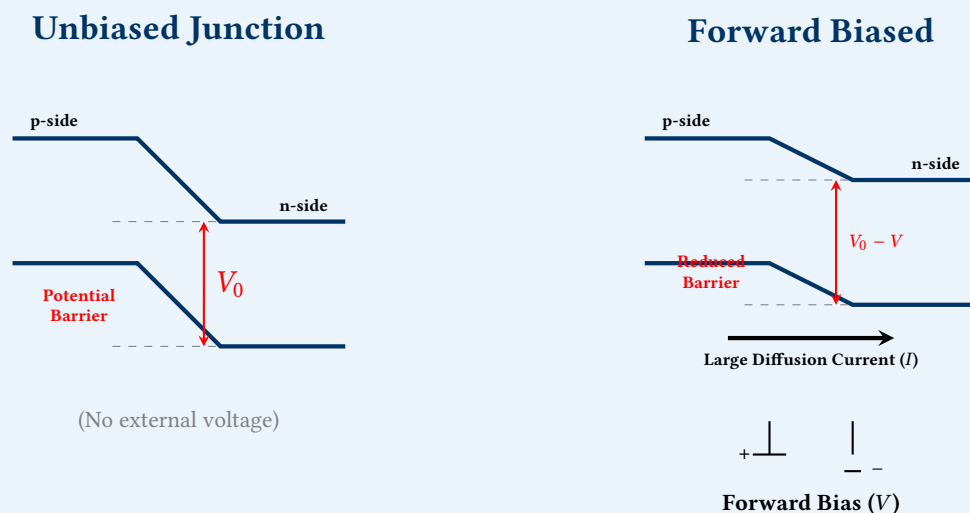 Unbiased Junction
p-side
n-side
V₀
Potential
Barrier
(No external voltage)
Forward Biased
p-side
n-side
V₀ − V
Reduced
Barrier
Large Diffusion Current (I)
+
−
Forward Bias (V)